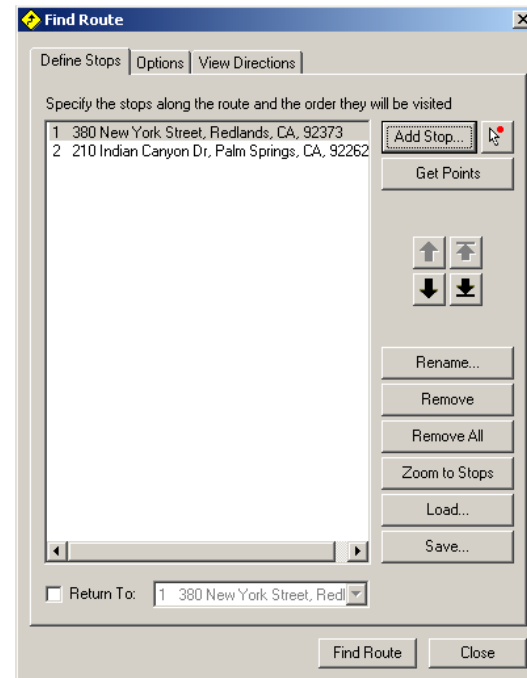 Find Route
Define Stops Options View Directions
Specify the stops along the route and the order they will be visited
1 380 New York Street, Redlands, CA, 92373
2 210 Indian Canyon Dr, Palm Springs, CA, 92262
Add Stop...
Get Points
Rename...
Remove
Remove All
Zoom to Stops
Load...
Save...
Return To: 1 380 New York Street, Redl
Find Route Close